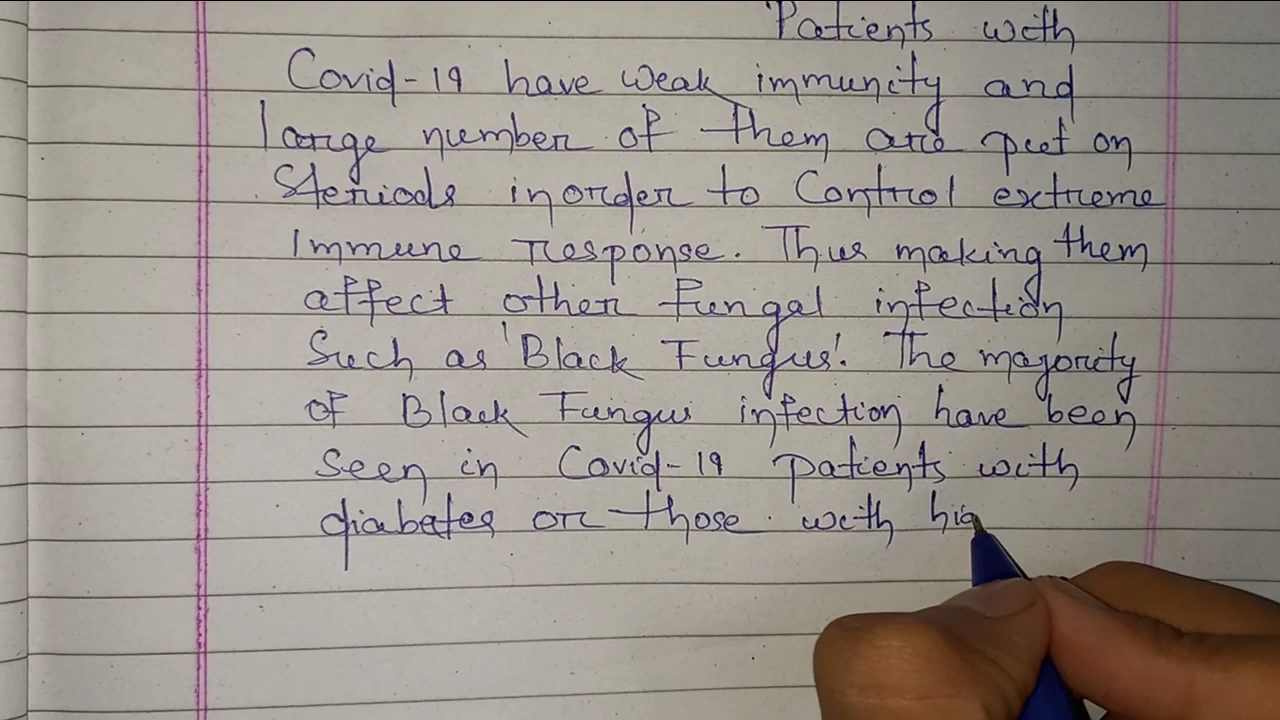 Patients with
Covid-19 have weak immunity and
large number of them are put on
Steriods inorder to Control extreme
Immune Response. Thus making them
affect other fungal infection
Such as 'Black Fungus'. The majority
of Black Fungus infection have been
seen in Covid-19 patients with
diabetes or those with